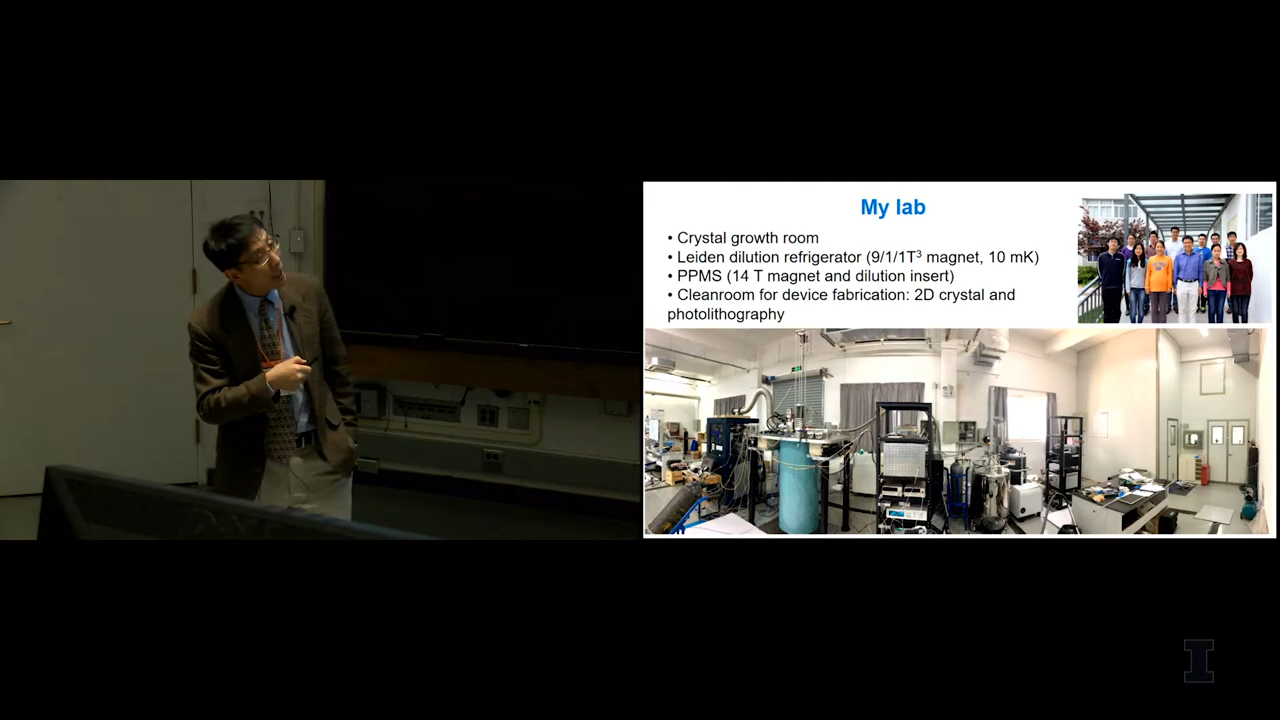 My lab
• Crystal growth room
• Leiden dilution refrigerator (9/1/1T³ magnet, 10 mK)
• PPMS (14 T magnet and dilution insert)
• Cleanroom for device fabrication: 2D crystal and
photolithography